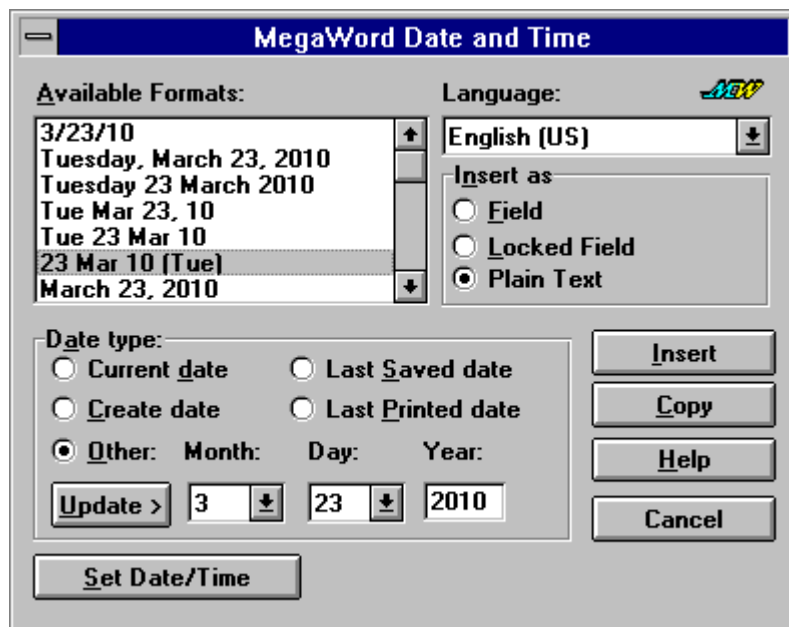 MegaWord Date and Time
Available Formats:
3/23/10
Tuesday, March 23, 2010
Tuesday 23 March 2010
Tue Mar 23, 10
Tue 23 Mar 10
23 Mar 10 (Tue)
March 23, 2010
Language:
NEW
English (US)
Insert as
Field
Locked Field
Plain Text
Date type:
Current date
Last Saved date
Create date
Last Printed date
Other: Month: Day: Year:
Update > 3 23 2010
Insert
Copy
Help
Cancel
Set Date/Time